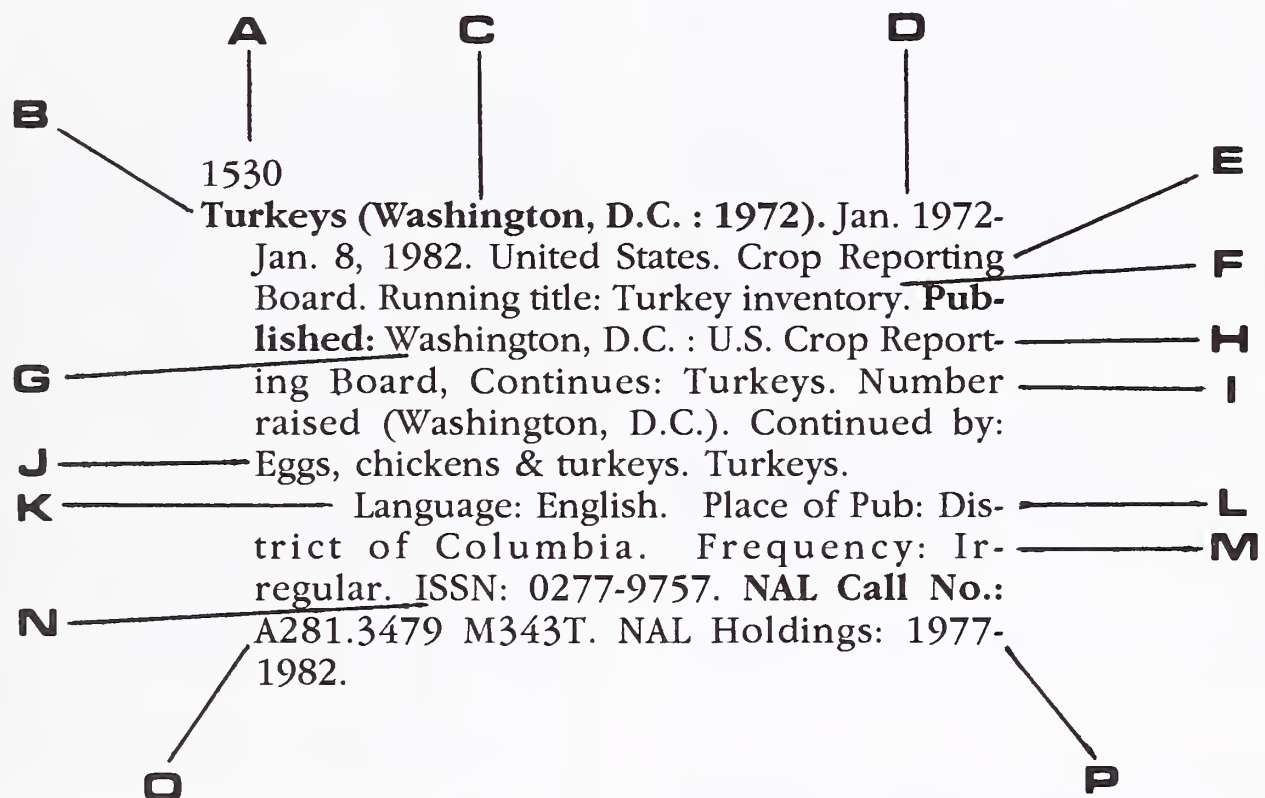 A C D
B
E
1530
Turkeys (Washington, D.C. : 1972). Jan. 1972-
Jan. 8, 1982. United States. Crop Reporting
F
Board. Running title: Turkey inventory. Pub-
lished: Washington, D.C. : U.S. Crop Report-
H
G
ing Board, Continues: Turkeys. Number
I
raised (Washington, D.C.). Continued by:
J
Eggs, chickens & turkeys. Turkeys.
K
Language: English. Place of Pub: Dis-
L
trict of Columbia. Frequency: Ir-
M
regular. ISSN: 0277-9757. NAL Call No.:
N
A281.3479 M343T. NAL Holdings: 1977-
1982.
O P